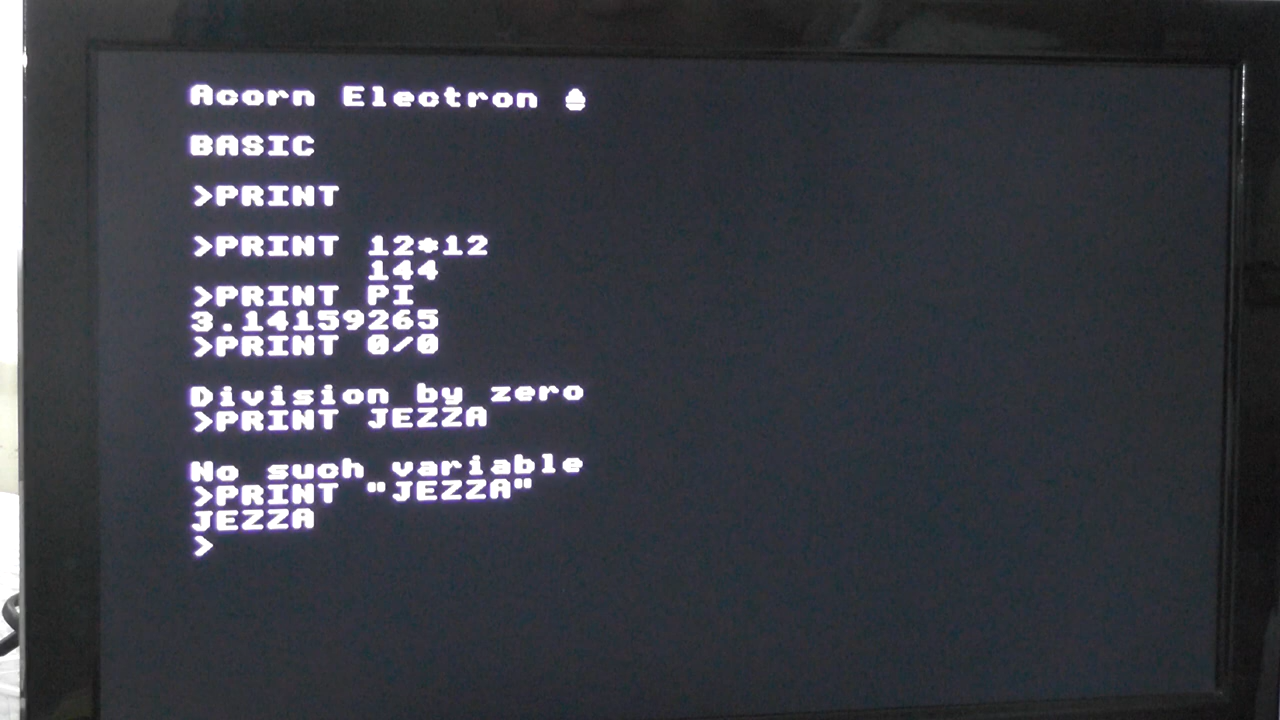 Acorn Electron
BASIC
>PRINT
>PRINT 12*12
144
>PRINT PI
3.14159265
>PRINT 0/0
Division by zero
>PRINT JEZZA
No such variable
>PRINT "JEZZA"
JEZZA
>